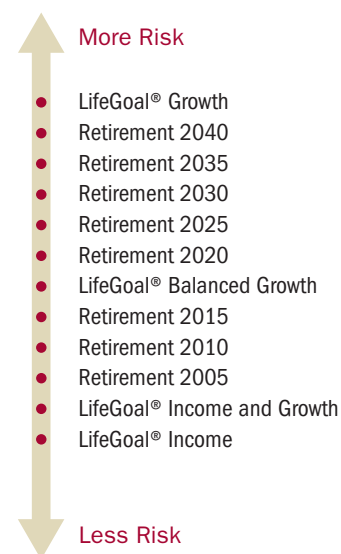 More Risk
LifeGoal® Growth
Retirement 2040
Retirement 2035
Retirement 2030
Retirement 2025
Retirement 2020
LifeGoal® Balanced Growth
Retirement 2015
Retirement 2010
Retirement 2005
LifeGoal® Income and Growth
LifeGoal® Income
Less Risk